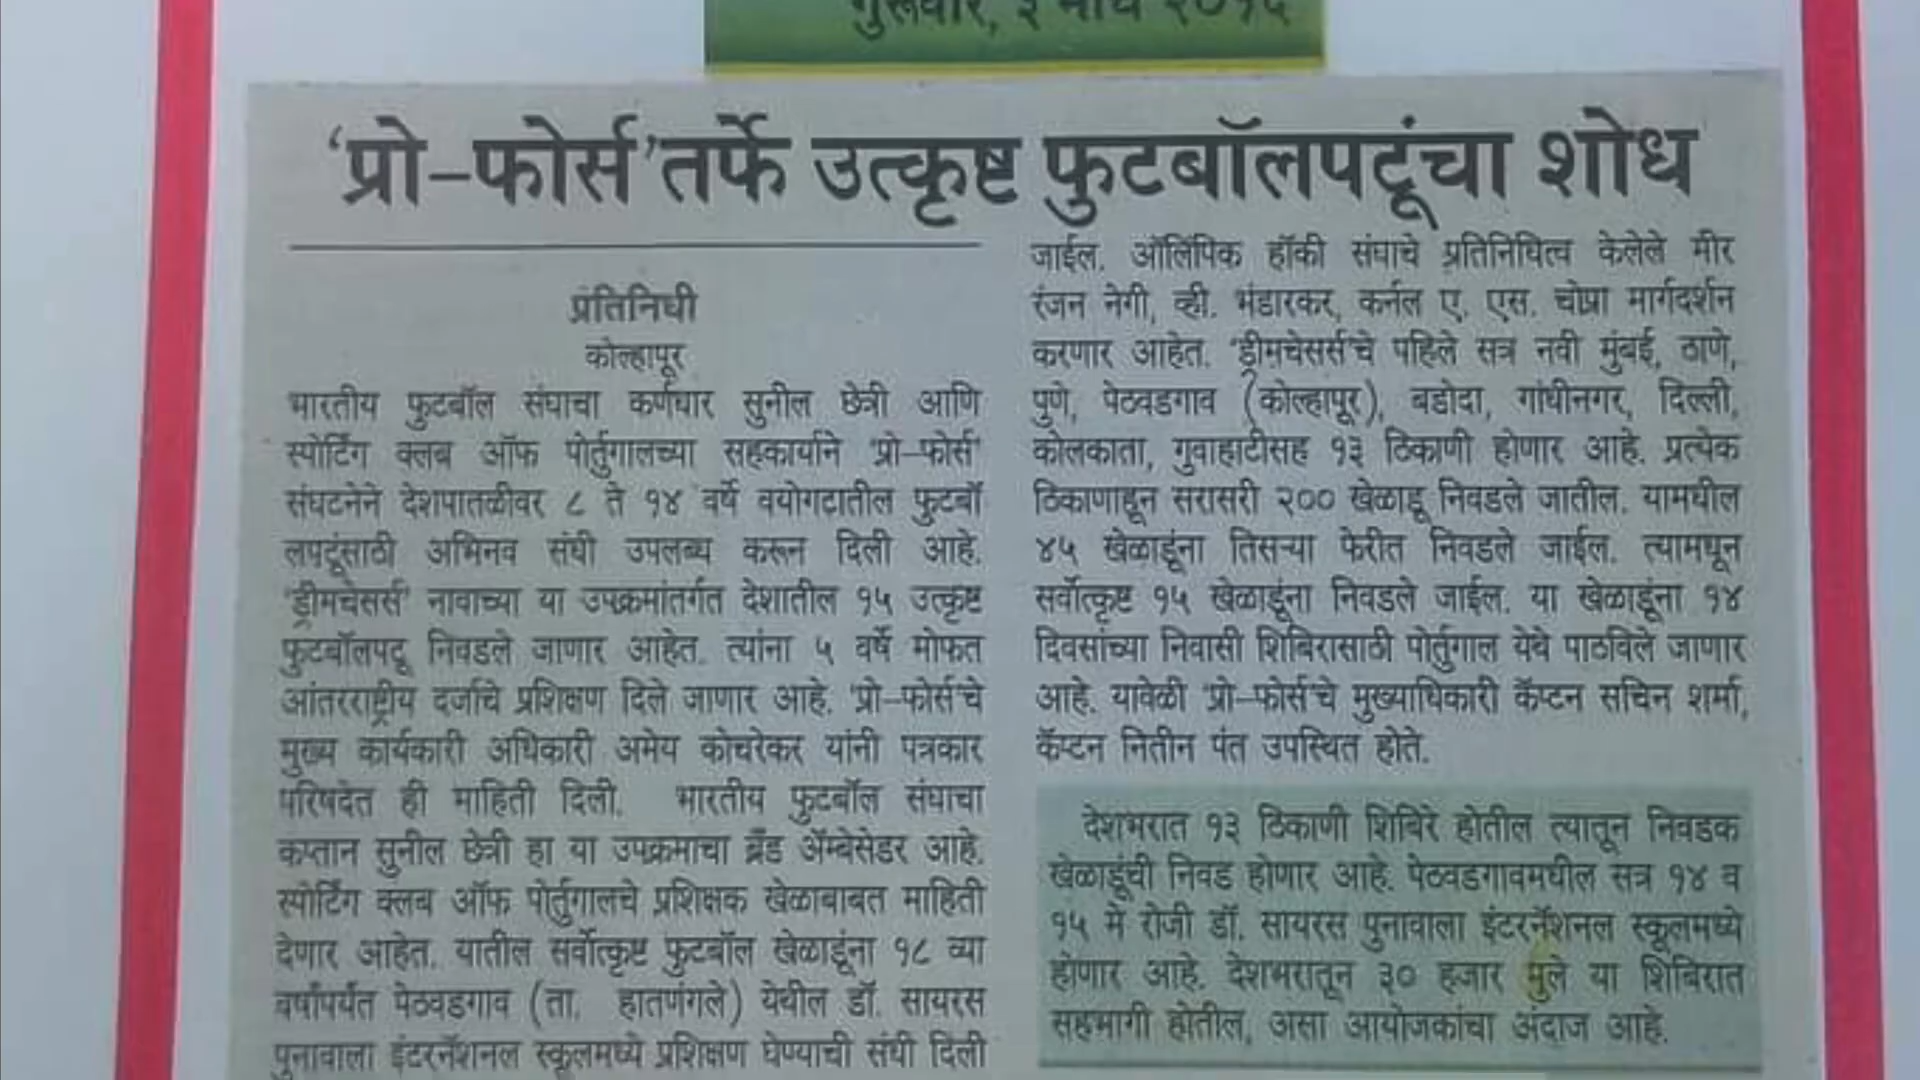 गुरूवार, ३ मार्च २०१५
'प्रो-फोर्स'तर्फे उत्कृष्ट फुटबॉलपटूंचा शोध
प्रतिनिधी
कोल्हापूर
भारतीय फुटबॉल संघाचा कर्णधार सुनील छेत्री आणि
स्पोर्टिंग क्लब ऑफ पोर्तुगालच्या सहकार्याने 'प्रो-फोर्स'
संघटनेने देशपातळीवर ८ ते १४ वर्षे वयोगटातील फुटबॉ
लपटूंसाठी अभिनव संधी उपलब्ध करून दिली आहे.
'ड्रीमचेसर्स' नावाच्या या उपक्रमांतर्गत देशातील १५ उत्कृष्ट
फुटबॉलपटू निवडले जाणार आहेत. त्यांना ५ वर्षे मोफत
आंतरराष्ट्रीय दर्जाचे प्रशिक्षण दिले जाणार आहे. 'प्रो-फोर्स'चे
मुख्य कार्यकारी अधिकारी अमेय कोचरेकर यांनी पत्रकार
परिषदेत ही माहिती दिली. भारतीय फुटबॉल संघाचा
कप्तान सुनील छेत्री हा या उपक्रमाचा ब्रँड ॲम्बेसेडर आहे.
स्पोर्टिंग क्लब ऑफ पोर्तुगालचे प्रशिक्षक खेळाबाबत माहिती
देणार आहेत. यातील सर्वोत्कृष्ट फुटबॉल खेळाडूंना १८ व्या
वर्षांपर्यंत पेठवडगाव (ता. हातणंगले) येथील डॉ. सायरस
पुनावाला इंटरनॅशनल स्कूलमध्ये प्रशिक्षण घेण्याची संधी दिली
जाईल. ऑलिंपिक हॉकी संघाचे प्रतिनिधित्व केलेले मीर
रंजन नेगी, व्ही. भंडारकर, कर्नल ए. एस. चोप्रा मार्गदर्शन
करणार आहेत. 'ड्रीमचेसर्स'चे पहिले सत्र नवी मुंबई, ठाणे,
पुणे, पेठवडगाव (कोल्हापूर), बडोदा, गांधीनगर, दिल्ली,
कोलकाता, गुवाहाटीसह १३ ठिकाणी होणार आहे. प्रत्येक
ठिकाणाहून सरासरी २०० खेळाडू निवडले जातील. यामधील
४५ खेळाडूंना तिसऱ्या फेरीत निवडले जाईल. त्यामधून
सर्वोत्कृष्ट १५ खेळाडूंना निवडले जाईल. या खेळाडूंना १४
दिवसांच्या निवासी शिबिरासाठी पोर्तुगाल येथे पाठविले जाणार
आहे. यावेळी 'प्रो-फोर्स'चे मुख्याधिकारी कॅप्टन सचिन शर्मा,
कॅप्टन नितीन पंत उपस्थित होते.
देशभरात १३ ठिकाणी शिबिरे होतील त्यातून निवडक
खेळाडूंची निवड होणार आहे. पेठवडगावमधील सत्र १४ व
१५ मे रोजी डॉ. सायरस पुनावाला इंटरनॅशनल स्कूलमध्ये
होणार आहे. देशभरातून ३० हजार मुले या शिबिरात
सहभागी होतील, असा आयोजकांचा अंदाज आहे.